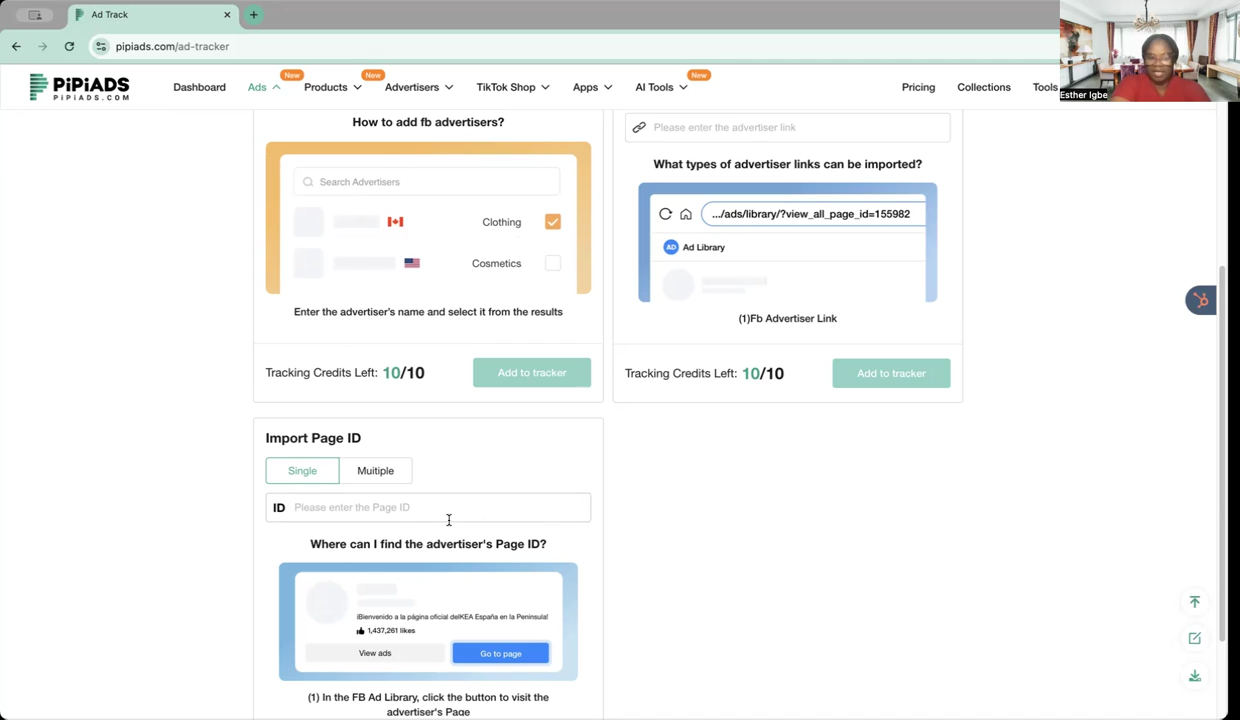 Ad Track
pipiads.com/ad-tracker
PiPiADS
PIPIADS.COM
Dashboard
Ads
New
Products
New
Advertisers
TikTok Shop
Apps
AI Tools
New
Pricing
Collections
Tools
Esther Igbe
How to add fb advertisers?
Search Advertisers
Clothing
Cosmetics
Enter the advertiser's name and select it from the results
Tracking Credits Left: 10/10
Add to tracker
Please enter the advertiser link
What types of advertiser links can be imported?
.../ads/library/?view_all_page_id=155982
AD Ad Library
(1)Fb Advertiser Link
Tracking Credits Left: 10/10
Add to tracker
Import Page ID
Single
Muitiple
ID Please enter the Page ID
Where can I find the advertiser's Page ID?
¡Bienvenido a la página oficial deIKEA España en la Peninsula!
1,437,261 likes
View ads
Go to page
(1) In the FB Ad Library, click the button to visit the
advertiser's Page